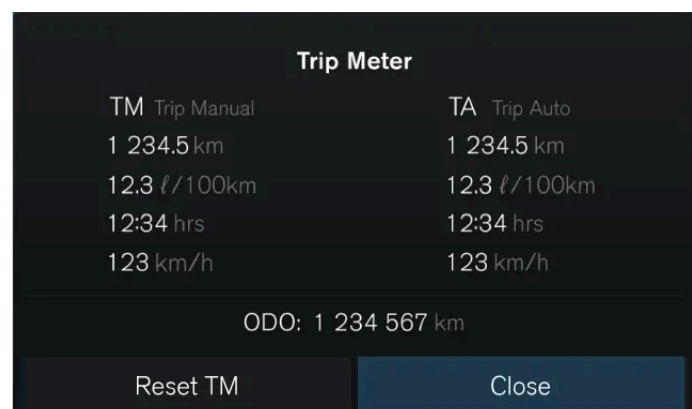 Trip Meter
TM Trip Manual
TA Trip Auto
1 234.5 km
1 234.5 km
12.3 ℓ/100km
12.3 ℓ/100km
12:34 hrs
12:34 hrs
123 km/h
123 km/h
ODO: 1 234 567 km
Reset TM
Close